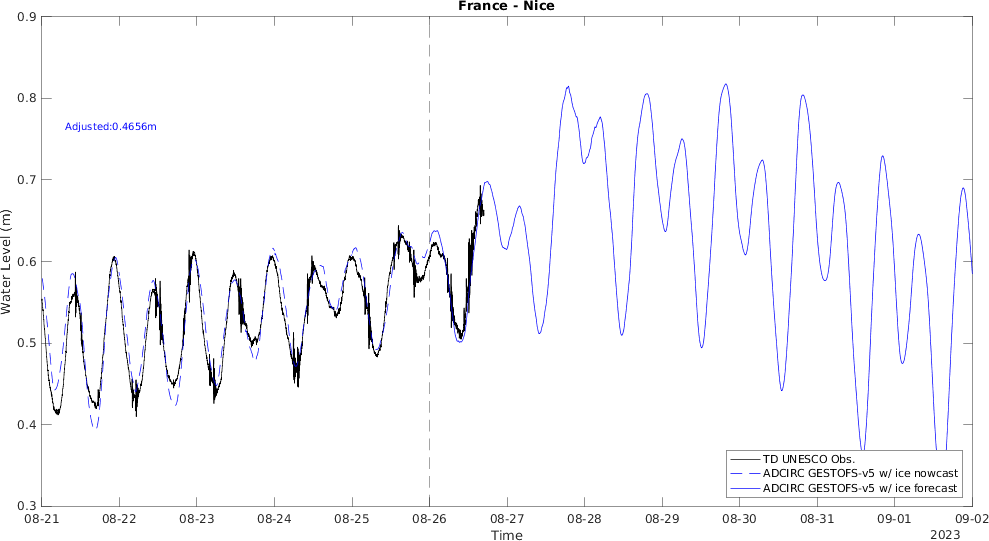 France - Nice
0.9
0.8
Adjusted:0.4656m
0.7
0.6
0.5
0.4
0.3
Water Level (m)
TD UNESCO Obs.
ADCIRC GESTOFS-v5 w/ ice nowcast
ADCIRC GESTOFS-v5 w/ ice forecast
08-21 08-22 08-23 08-24 08-25 08-26 08-27 08-28 08-29 08-30 08-31 09-01 09-02
Time
2023